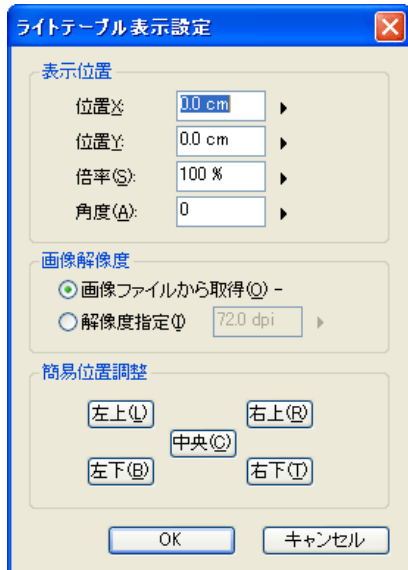 ライトテーブル表示設定
表示位置
位置X: 0.0 cm
位置Y: 0.0 cm
倍率(S): 100 %
角度(A): 0
画像解像度
画像ファイルから取得(O) -
解像度指定(I) 72.0 dpi
簡易位置調整
左上(L) 右上(R)
中央(C)
左下(B) 右下(T)
OK キャンセル